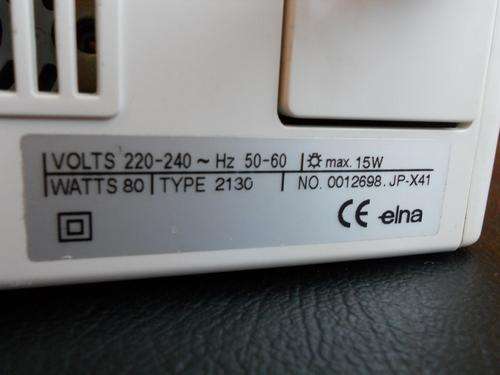 VOLTS 220-240 ~ Hz 50-60 max. 15W
WATTS 80 TYPE 2130 NO. 0012698. JP-X41
CE elna